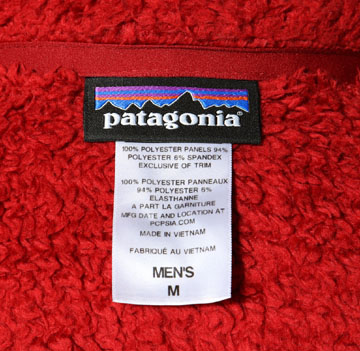 patagonia
100% POLYESTER PANELS 94%
POLYESTER 6% SPANDEX
EXCLUSIVE OF TRIM
100% POLYESTER PANNEAUX
94% POLYESTER 6%
ELASTHANNE
A PART LA GARNITURE
MFG DATE AND LOCATION AT
PCPSIA.COM
MADE IN VIETNAM
FABRIQUÉ AU VIETNAM
MEN'S
M